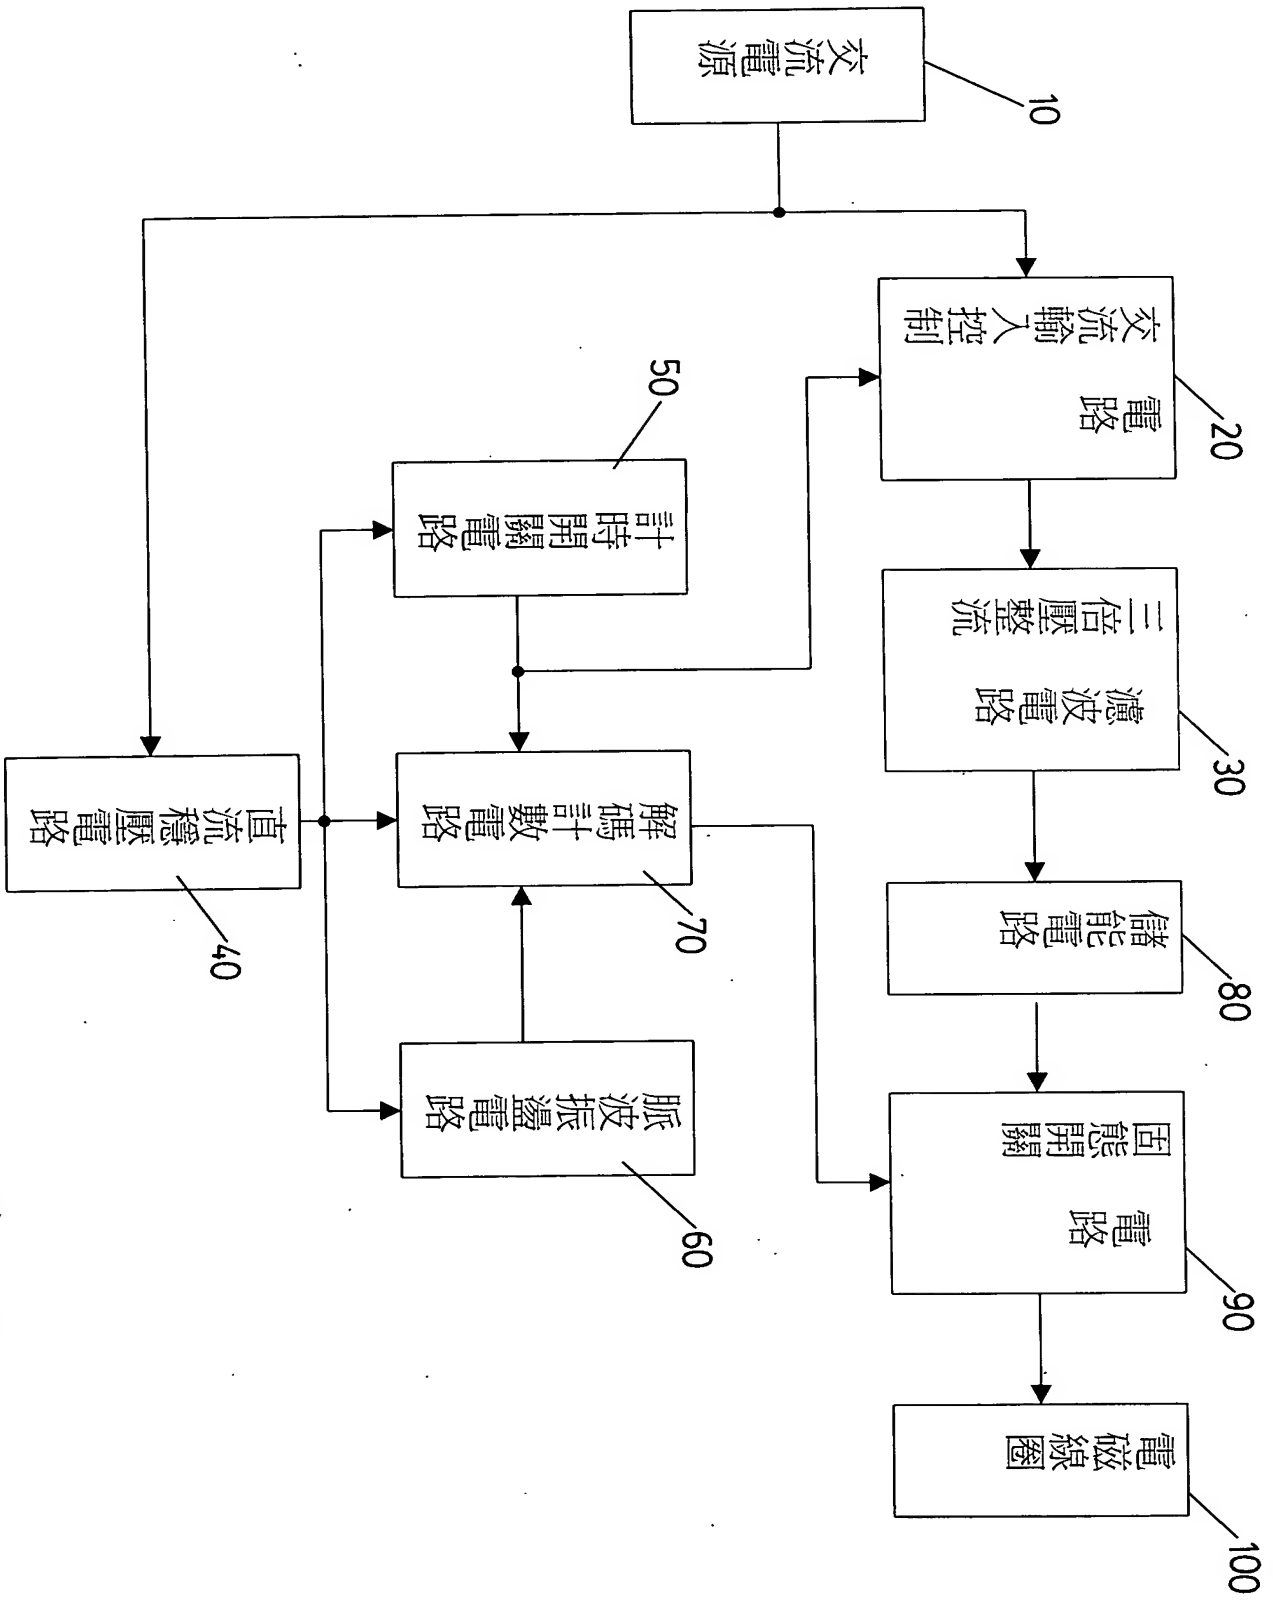 交流電源
10
交流輸入控制
電路
20
三倍壓整流
濾波電路
30
直流穩壓電路
40
計時開關電路
50
脈波振盪電路
60
解碼計數電路
70
儲能電路
80
固態開關
電路
90
電磁線圈
100